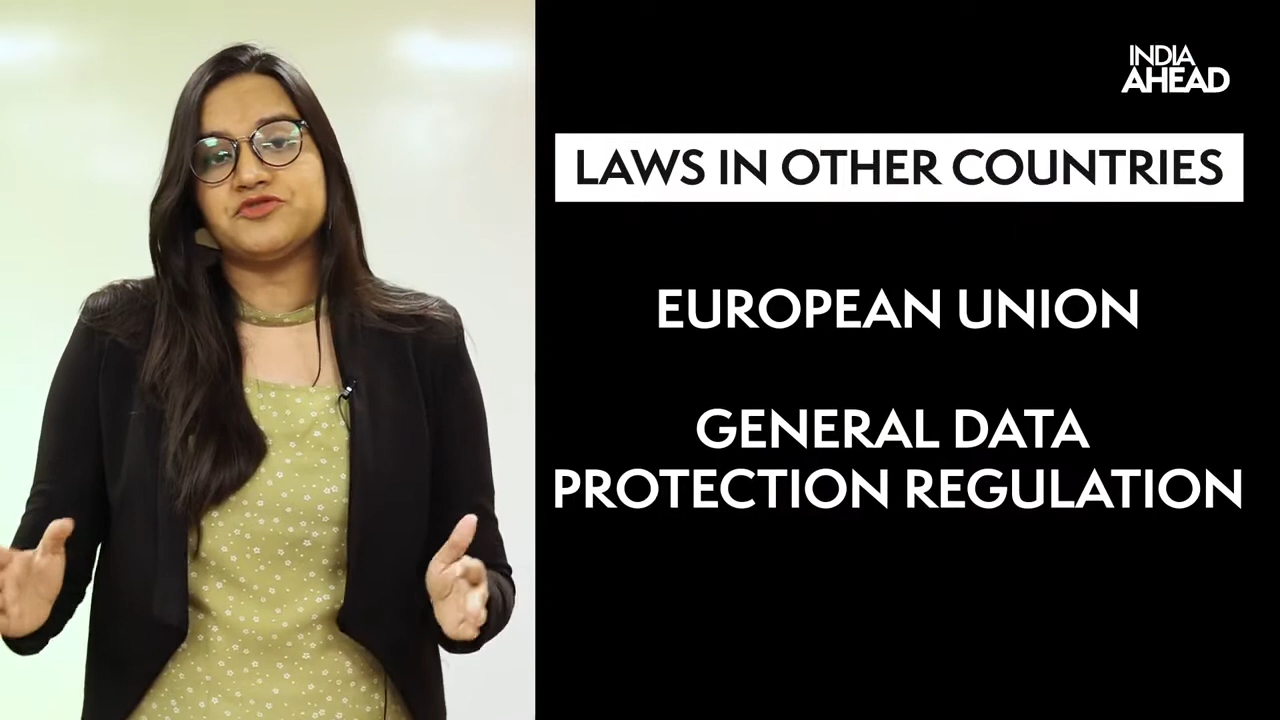 INDIA
AHEAD
LAWS IN OTHER COUNTRIES
EUROPEAN UNION
GENERAL DATA
PROTECTION REGULATION